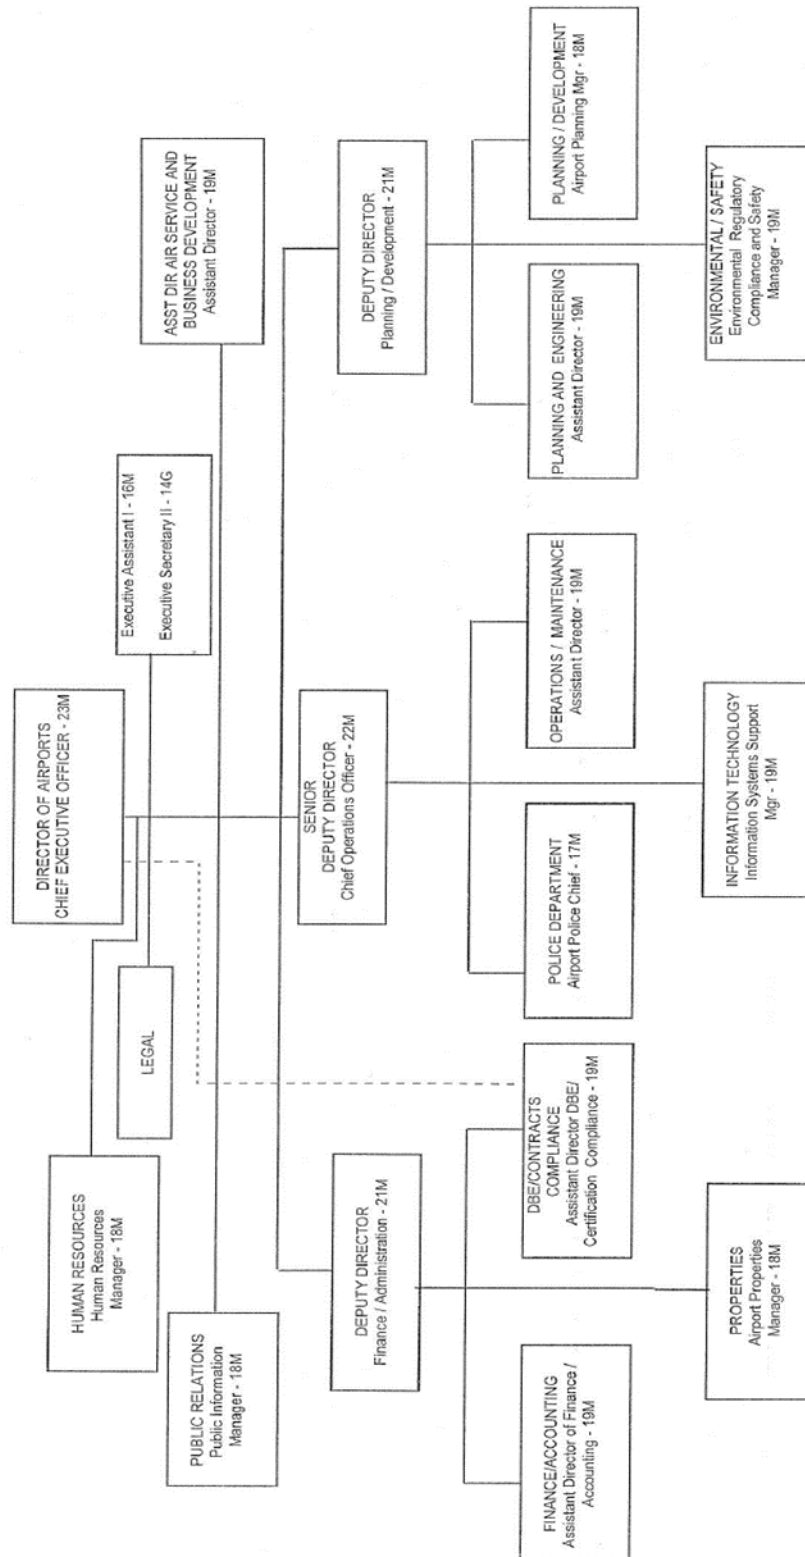 DIRECTOR OF AIRPORTS
CHIEF EXECUTIVE OFFICER - 23M
HUMAN RESOURCES
Human Resources
Manager - 18M
LEGAL
Executive Assistant I - 16M
Executive Secretary II - 14G
PUBLIC RELATIONS
Public Information
Manager - 18M
ASST DIR AIR SERVICE AND
BUSINESS DEVELOPMENT
Assistant Director - 19M
SENIOR
DEPUTY DIRECTOR
Chief Operations Officer - 22M
DEPUTY DIRECTOR
Finance / Administration - 21M
DEPUTY DIRECTOR
Planning / Development - 21M
FINANCE/ACCOUNTING
Assistant Director of Finance /
Accounting - 19M
DBE/CONTRACTS
COMPLIANCE
Assistant Director DBE/
Certification Compliance - 19M
POLICE DEPARTMENT
Airport Police Chief - 17M
OPERATIONS / MAINTENANCE
Assistant Director - 19M
PLANNING AND ENGINEERING
Assistant Director - 19M
PLANNING / DEVELOPMENT
Airport Planning Mgr - 18M
PROPERTIES
Airport Properties
Manager - 18M
INFORMATION TECHNOLOGY
Information Systems Support
Mgr - 19M
ENVIRONMENTAL / SAFETY
Environmental Regulatory
Compliance and Safety
Manager - 19M